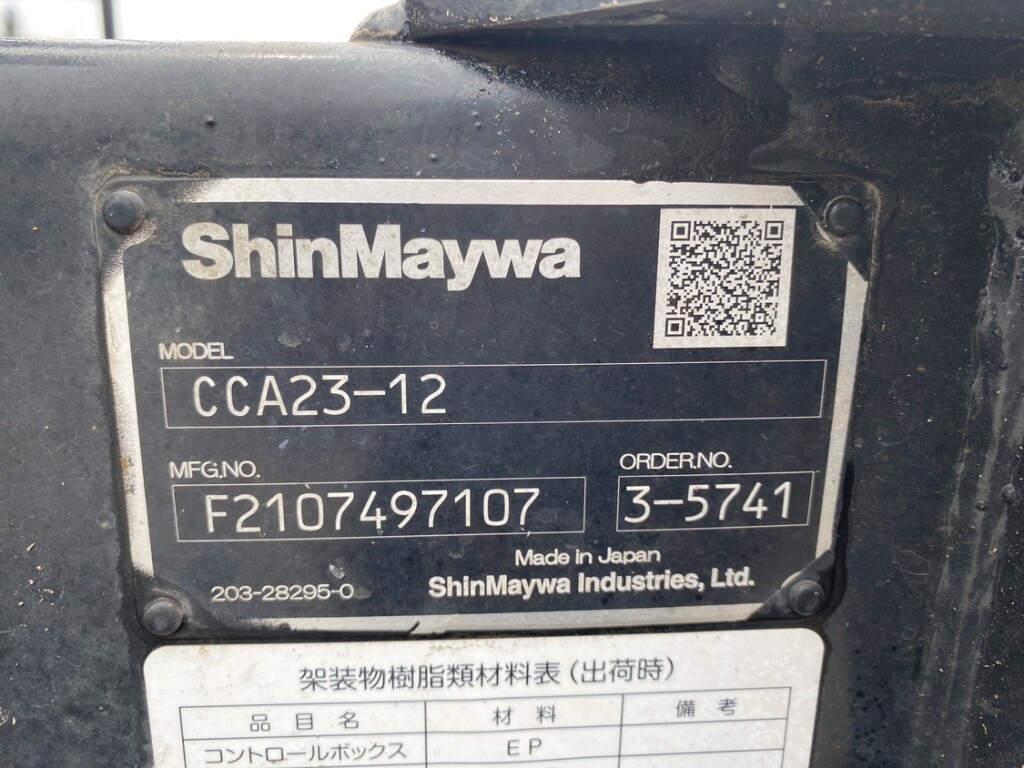 ShinMaywa
MODEL
CCA23-12
MFG.NO.
F2107497107
ORDER.NO.
3-5741
Made in Japan
203-28295-0
ShinMaywa Industries, Ltd.
架装物樹脂類材料表(出荷時)
品目名 材料 備考
コントロールボックス EP